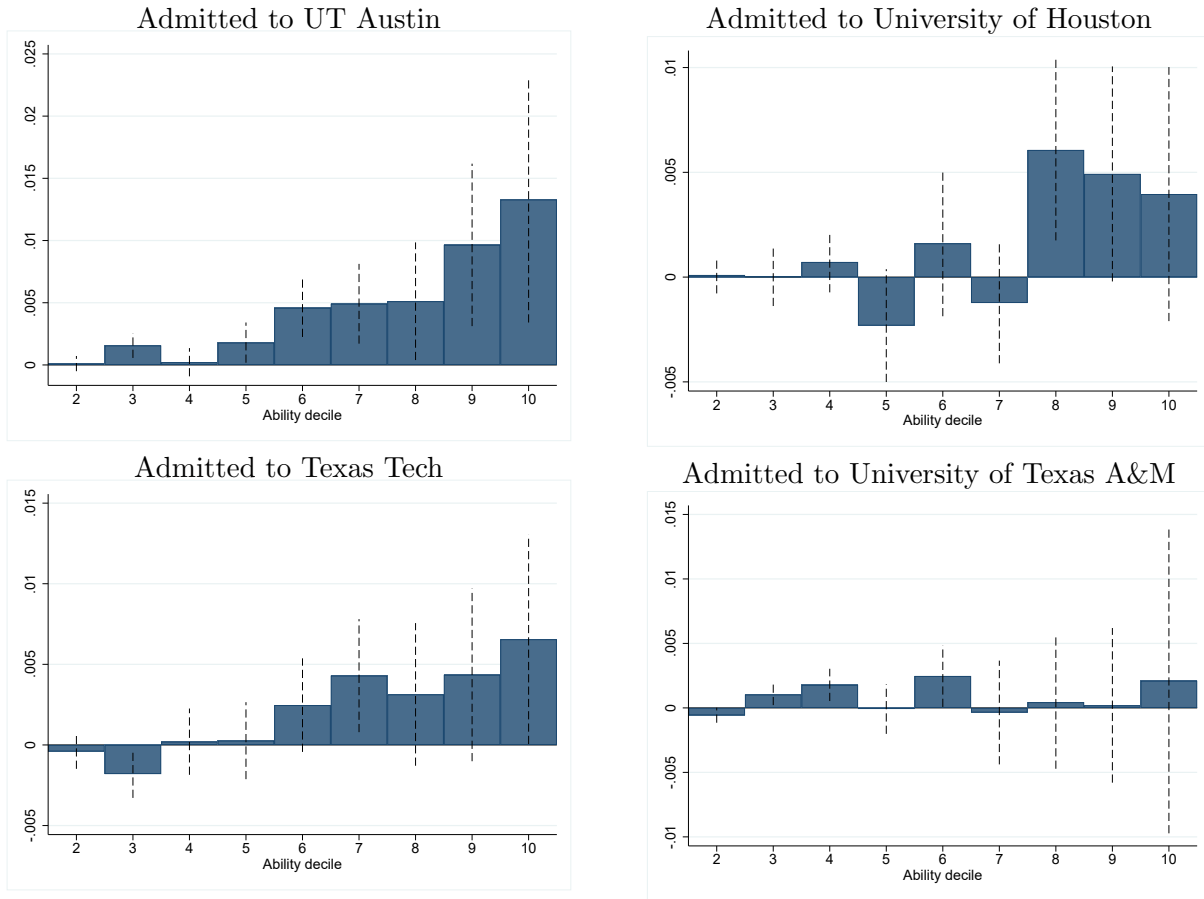 Admitted to UT Austin
.025
.02
.015
.01
.005
0
2 3 4 5 6 7 8 9 10
Ability decile
Admitted to University of Houston
.01
.005
0
-.005
2 3 4 5 6 7 8 9 10
Ability decile
Admitted to Texas Tech
.015
.01
.005
0
-.005
2 3 4 5 6 7 8 9 10
Ability decile
Admitted to University of Texas A&M
.015
.01
.005
0
-.005
-.01
2 3 4 5 6 7 8 9 10
Ability decile